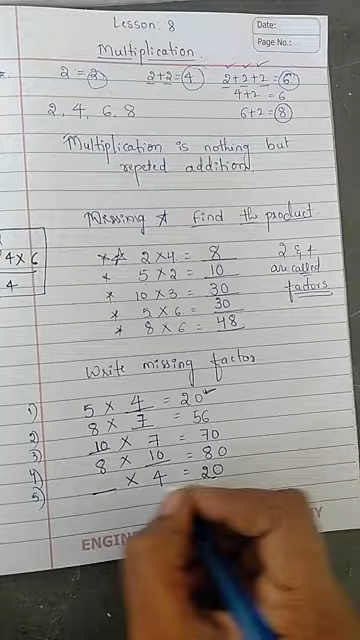 Lesson: 8
Date:
Page No.:
Multiplication.
2 = 2
2+2 = 4
2+2+2 = 6
4+2 = 6
2, 4, 6, 8
6+2 = 8
Multiplication is nothing but
repeted addition.
find the product.
4 × 6
4
2 × 4 = 8
2 & 4
5 × 2 = 10
are called
10 × 3 = 30
factors
5 × 6 = 30
8 × 6 = 48
Write missing factor
1) 5 × 4 = 20
2) 8 × 7 = 56
3) 10 × 7 = 70
4) 8 × 10 = 80
5) __ × 4 = 20
ENGIN